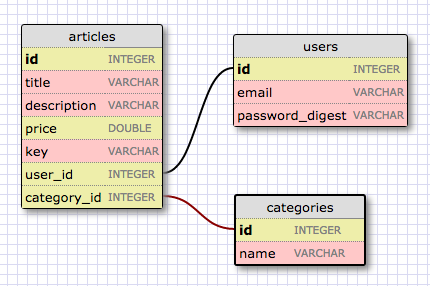 articles
id INTEGER
title VARCHAR
description VARCHAR
price DOUBLE
key VARCHAR
user_id INTEGER
category_id INTEGER
users
id INTEGER
email VARCHAR
password_digest VARCHAR
categories
id INTEGER
name VARCHAR